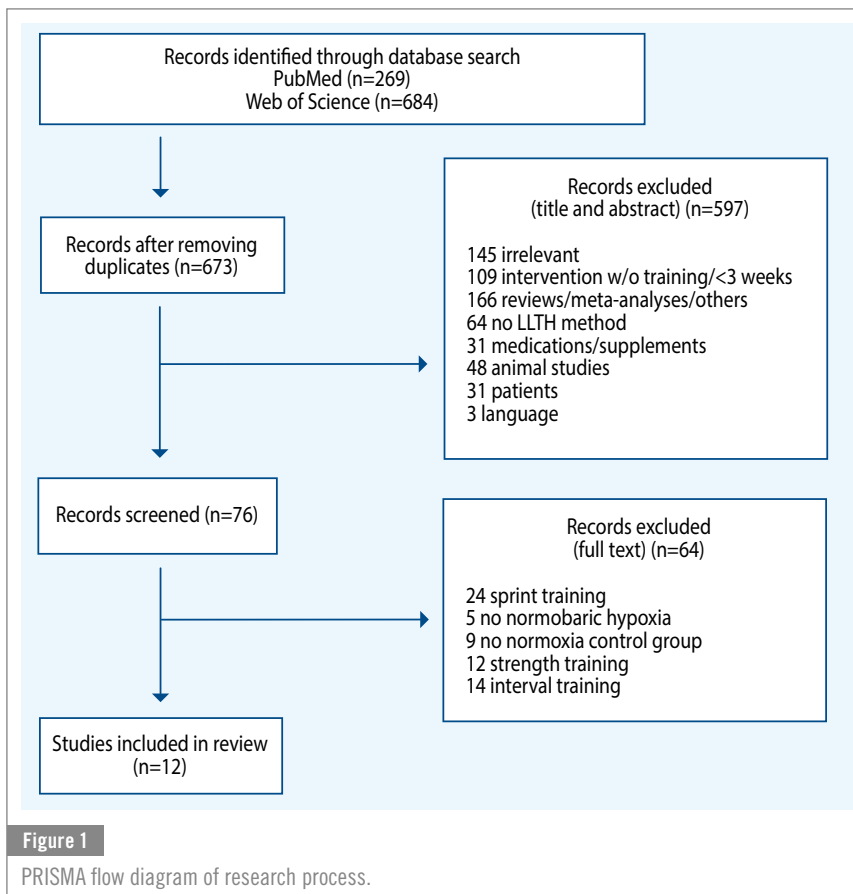 Records identified through database search
PubMed (n=269)
Web of Science (n=684)
Records after removing
duplicates (n=673)
Records excluded
(title and abstract) (n=597)
145 irrelevant
109 intervention w/o training/<3 weeks
166 reviews/meta-analyses/others
64 no LLTH method
31 medications/supplements
48 animal studies
31 patients
3 language
Records screened (n=76)
Records excluded
(full text) (n=64)
24 sprint training
5 no normobaric hypoxia
9 no normoxia control group
12 strength training
14 interval training
Studies included in review
(n=12)
Figure 1
PRISMA flow diagram of research process.